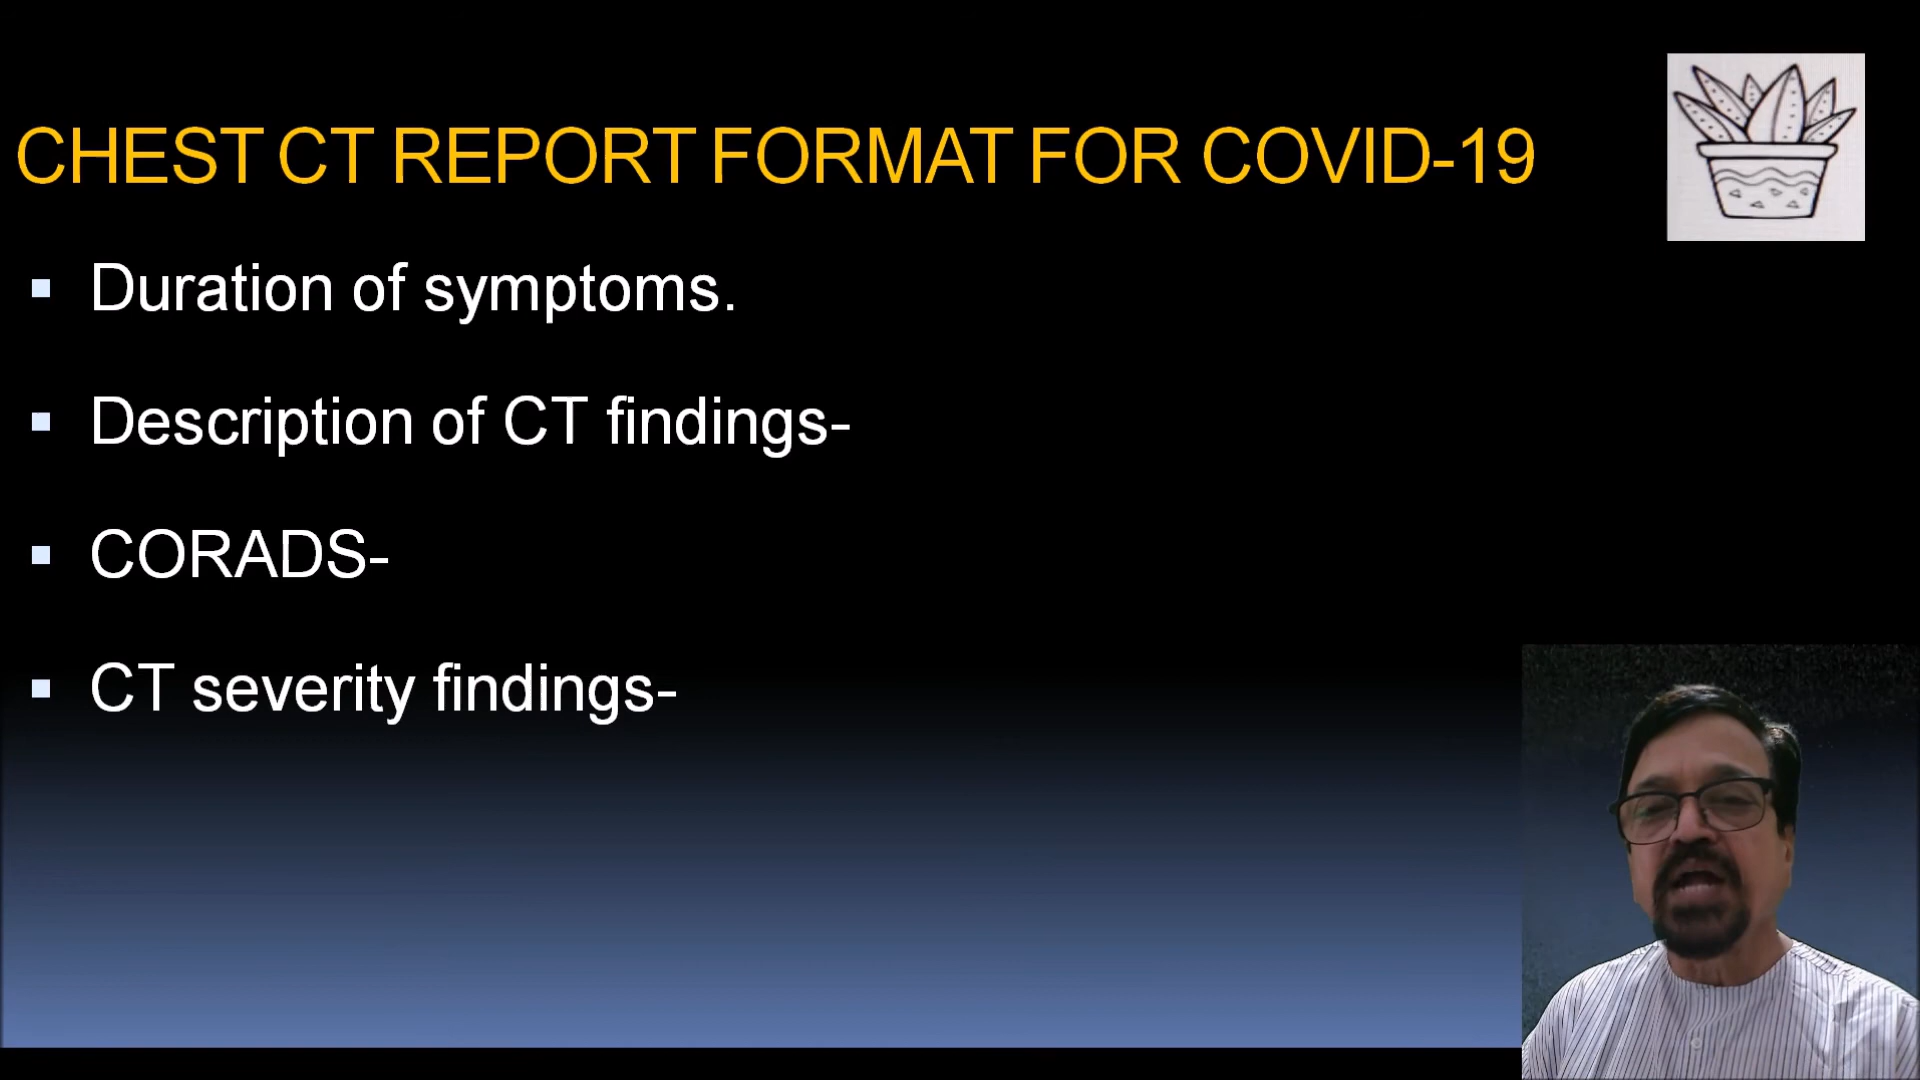 CHEST CT REPORT FORMAT FOR COVID-19
Duration of symptoms.
Description of CT findings-
CORADS-
CT severity findings-